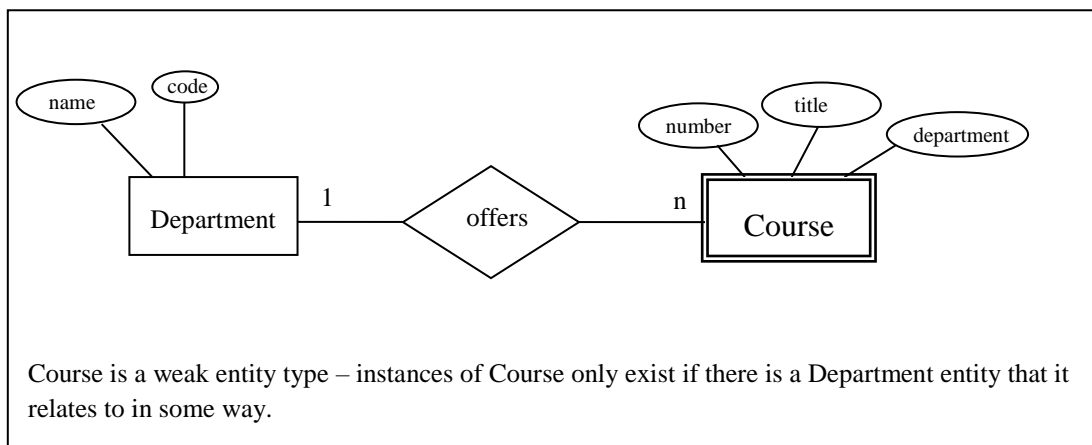 name
code
number
title
department
Department
1
offers
n
Course
Course is a weak entity type – instances of Course only exist if there is a Department entity that it
relates to in some way.